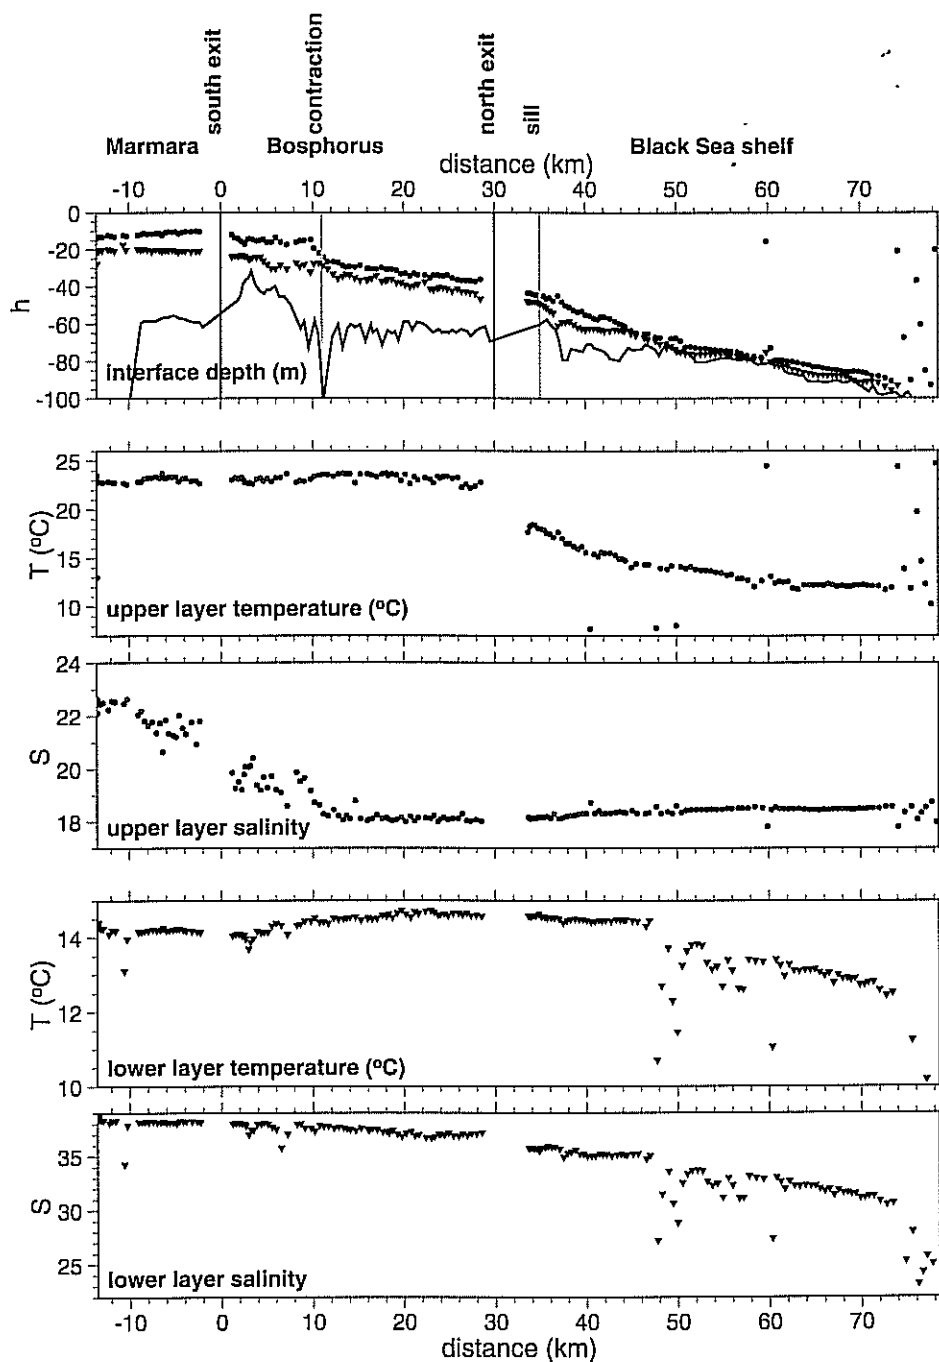 south exit
contraction
north exit
sill
Marmara
Bosphorus
Black Sea shelf
distance (km)
-10 0 10 20 30 40 50 60 70
0
-20
-40
-60
-80
-100
h
interface depth (m)
25
20
15
10
T (ºC)
upper layer temperature (ºC)
24
22
20
18
S
upper layer salinity
14
12
10
T (ºC)
lower layer temperature (ºC)
35
30
25
S
lower layer salinity
-10 0 10 20 30 40 50 60 70
distance (km)